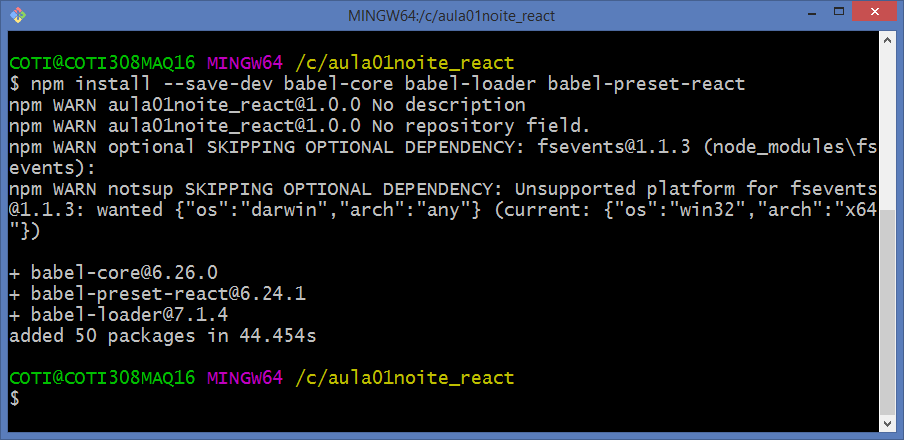 MINGW64:/c/aula01noite_react
COTI@COTI308MAQ16 MINGW64 /c/aula01noite_react
$ npm install --save-dev babel-core babel-loader babel-preset-react
npm WARN aula01noite_react@1.0.0 No description
npm WARN aula01noite_react@1.0.0 No repository field.
npm WARN optional SKIPPING OPTIONAL DEPENDENCY: fsevents@1.1.3 (node_modules\fs
events):
npm WARN notsup SKIPPING OPTIONAL DEPENDENCY: Unsupported platform for fsevents
@1.1.3: wanted {"os":"darwin","arch":"any"} (current: {"os":"win32","arch":"x64
"})
+ babel-core@6.26.0
+ babel-preset-react@6.24.1
+ babel-loader@7.1.4
added 50 packages in 44.454s
COTI@COTI308MAQ16 MINGW64 /c/aula01noite_react
$